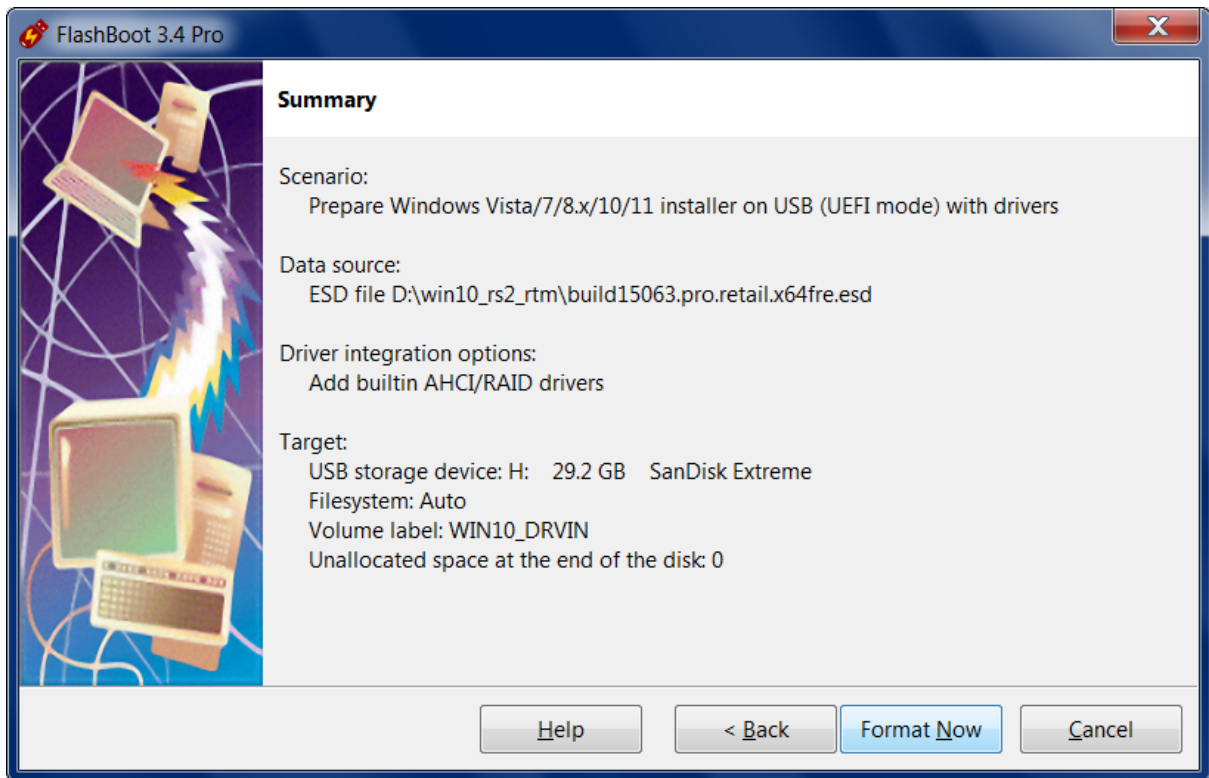 FlashBoot 3.4 Pro
Summary
Scenario:
Prepare Windows Vista/7/8.x/10/11 installer on USB (UEFI mode) with drivers
Data source:
ESD file D:\win10_rs2_rtm\build15063.pro.retail.x64fre.esd
Driver integration options:
Add builtin AHCI/RAID drivers
Target:
USB storage device: H: 29.2 GB SanDisk Extreme
Filesystem: Auto
Volume label: WIN10_DRVIN
Unallocated space at the end of the disk: 0
Help < Back Format Now Cancel